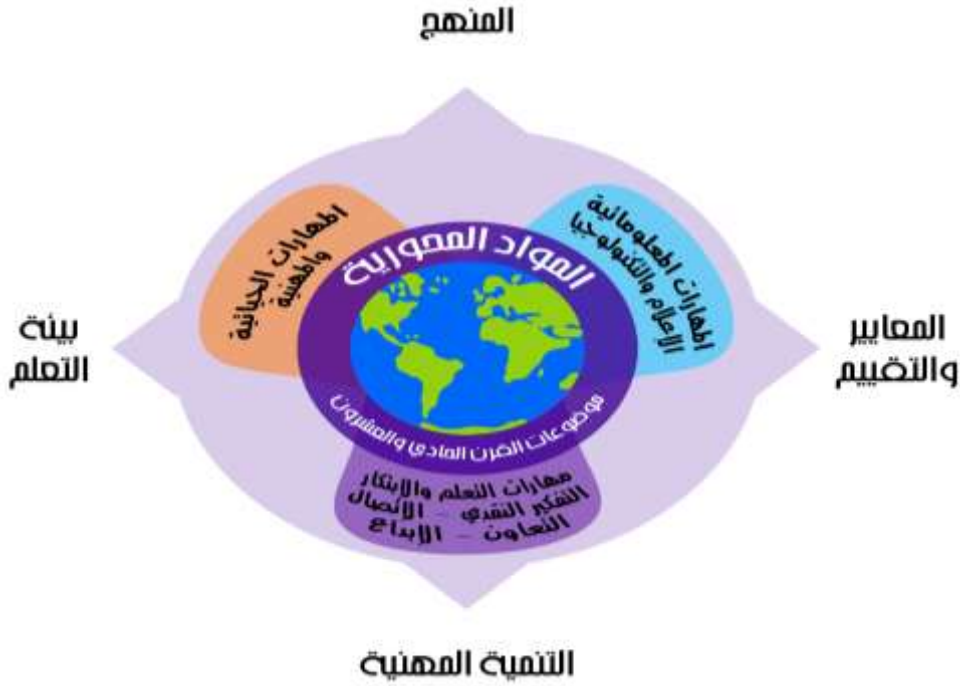 المنهج
المهارات الحياتية
والمهنية
المهارات المعلوماتية
الاعلام والتكنولوجيا
المواد المحورية
بيئة
التعلم
المعايير
والتقييم
موضوعات القرن الحادي والعشرون
مهارات التعلم والابتكار
التفكير النقدي - الاتصال
التعاون - الإبداع
التنمية المهنية